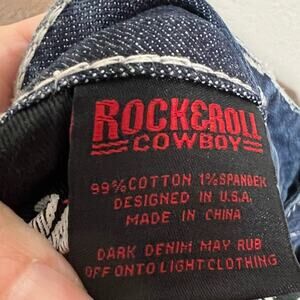 ROCK&ROLL
COWBOY
99% COTTON 1% SPANDEX
DESIGNED IN U.S.A.
MADE IN CHINA
DARK DENIM MAY RUB
OFF ONTO LIGHT CLOTHING